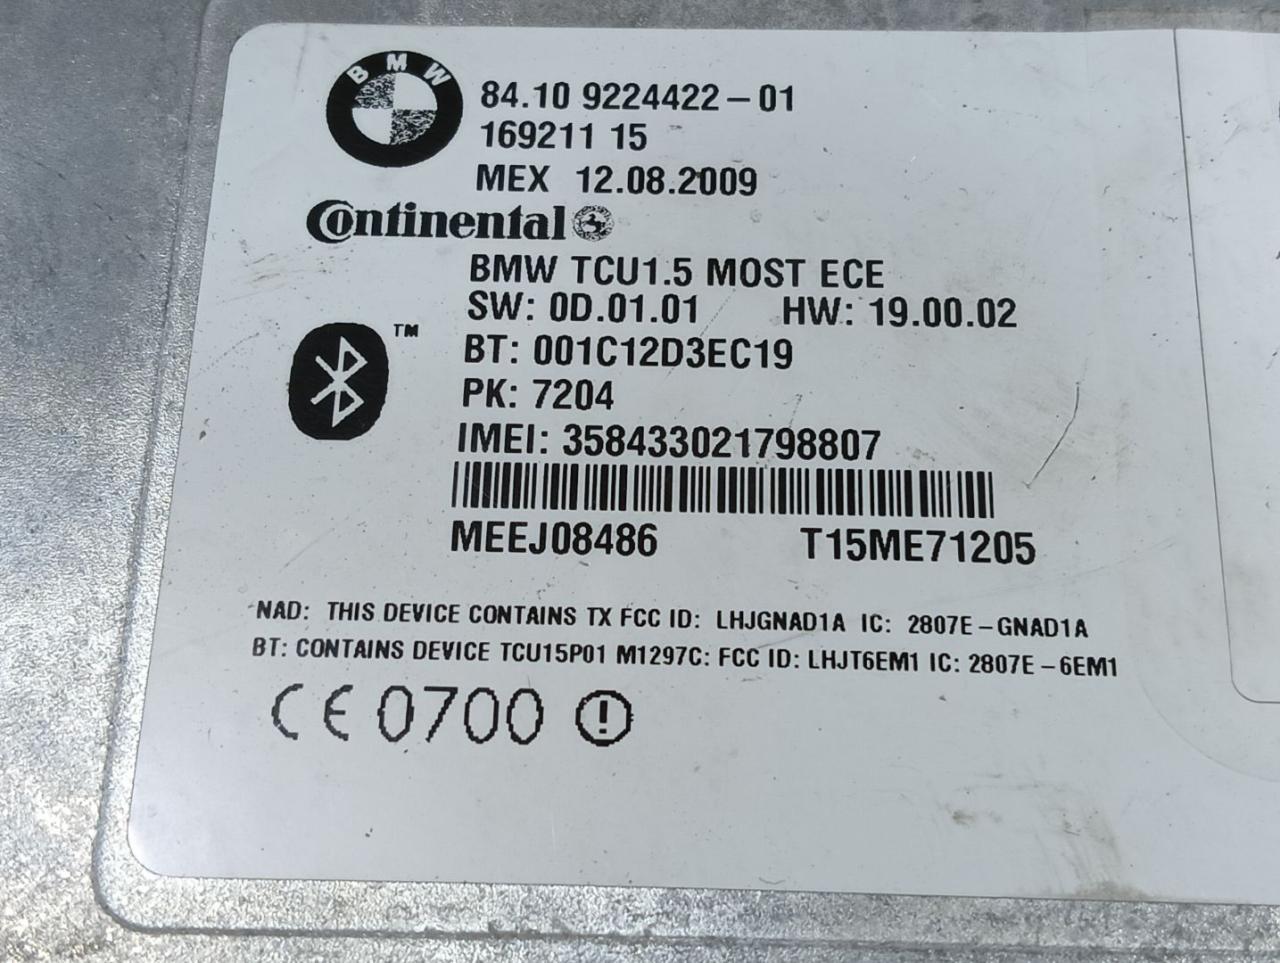 BMW
84.10 9224422-01
169211 15
MEX 12.08.2009
Continental
BMW TCU1.5 MOST ECE
SW: 0D.01.01 HW: 19.00.02
TM
BT: 001C12D3EC19
PK: 7204
IMEI: 358433021798807
MEEJ08486 T15ME71205
NAD: THIS DEVICE CONTAINS TX FCC ID: LHJGNAD1A IC: 2807E-GNAD1A
BT: CONTAINS DEVICE TCU15P01 M1297C: FCC ID: LHJT6EM1 IC: 2807E-6EM1
CE 0700 !